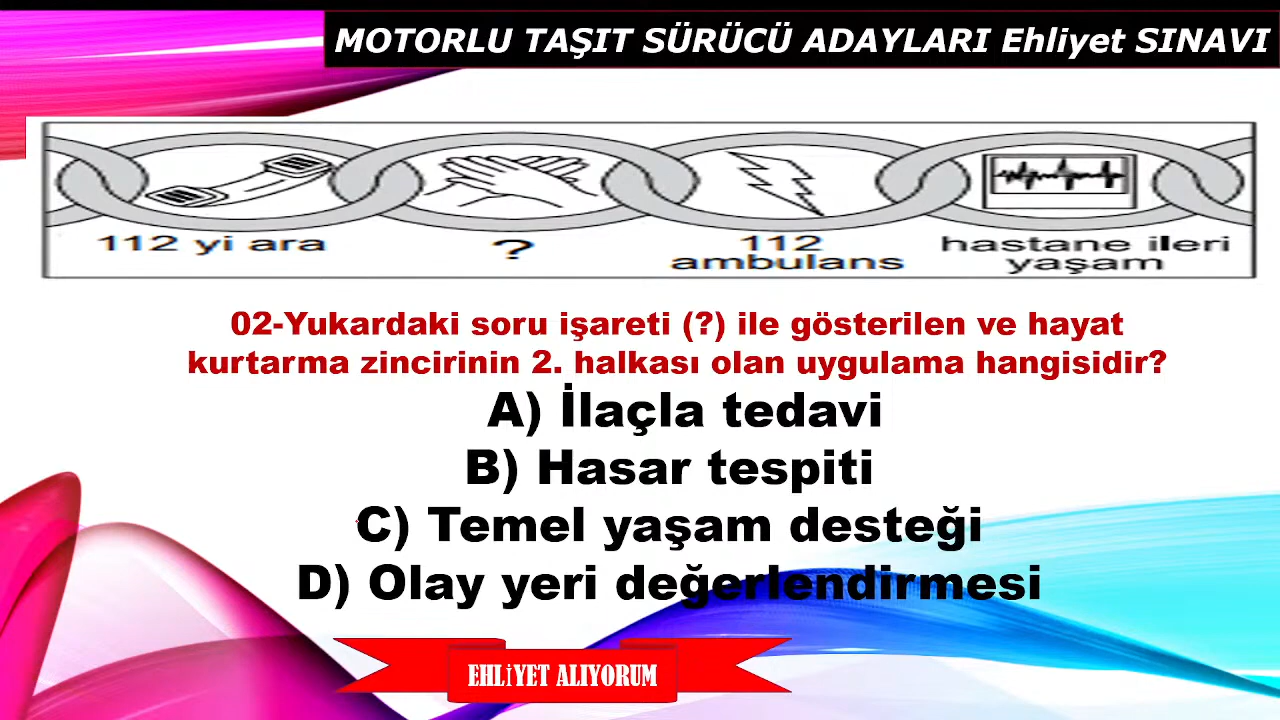 MOTORLU TAŞIT SÜRÜCÜ ADAYLARI Ehliyet SINAVI
112 yi ara
?
112
ambulans
hastane ileri
yaşam
02-Yukardaki soru işareti (?) ile gösterilen ve hayat
kurtarma zincirinin 2. halkası olan uygulama hangisidir?
A) İlaçla tedavi
B) Hasar tespiti
C) Temel yaşam desteği
D) Olay yeri değerlendirmesi
EHLİYET ALIYORUM